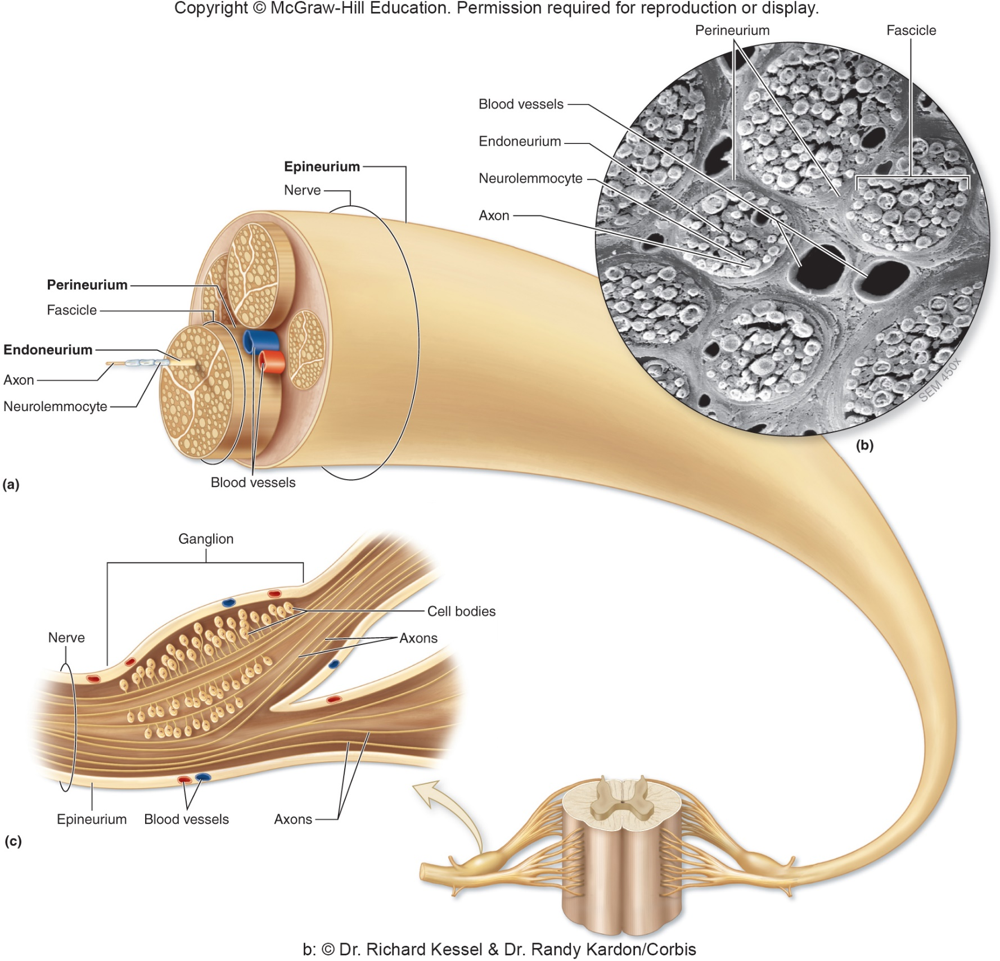 Copyright © McGraw-Hill Education. Permission required for reproduction or display.
Perineurium
Fascicle
Blood vessels
Endoneurium
Neurolemmocyte
Axon
Epineurium
Nerve
Perineurium
Fascicle
Endoneurium
Axon
Neurolemmocyte
Blood vessels
(a)
SEM 450X
(b)
Ganglion
Cell bodies
Nerve
Axons
Epineurium
Blood vessels
Axons
(c)
b: © Dr. Richard Kessel & Dr. Randy Kardon/Corbis